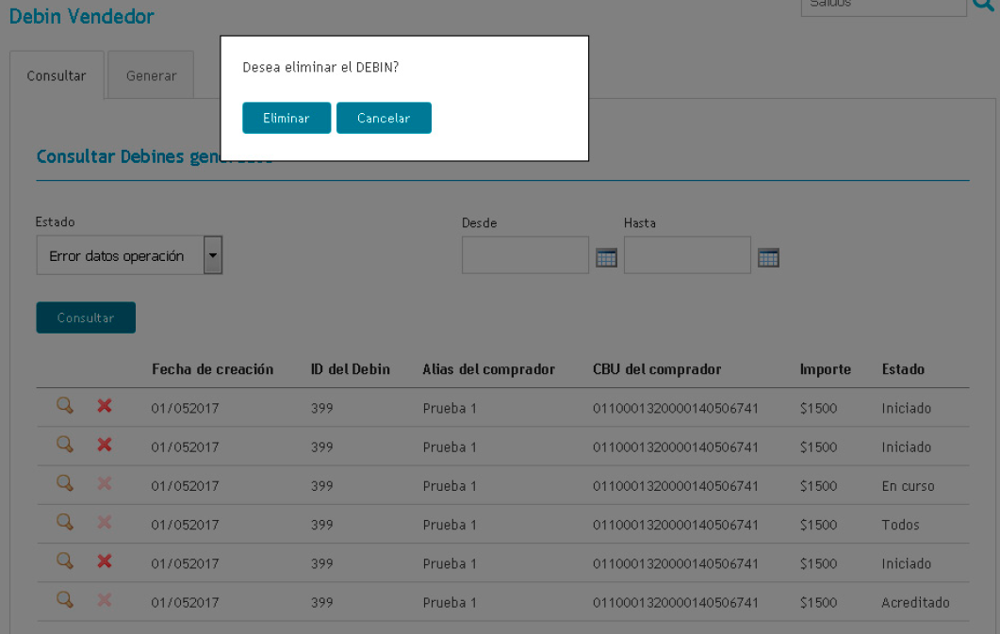 Debin Vendedor
Saldos
Consultar
Generar
Desea eliminar el DEBIN?
Eliminar
Cancelar
Consultar Debines generados
Estado
Desde
Hasta
Error datos operación
Consultar
Fecha de creación ID del Debin Alias del comprador CBU del comprador Importe Estado
01/052017 399 Prueba 1 0110001320000140506741 $1500 Iniciado
01/052017 399 Prueba 1 0110001320000140506741 $1500 Iniciado
01/052017 399 Prueba 1 0110001320000140506741 $1500 En curso
01/052017 399 Prueba 1 0110001320000140506741 $1500 Todos
01/052017 399 Prueba 1 0110001320000140506741 $1500 Iniciado
01/052017 399 Prueba 1 0110001320000140506741 $1500 Acreditado